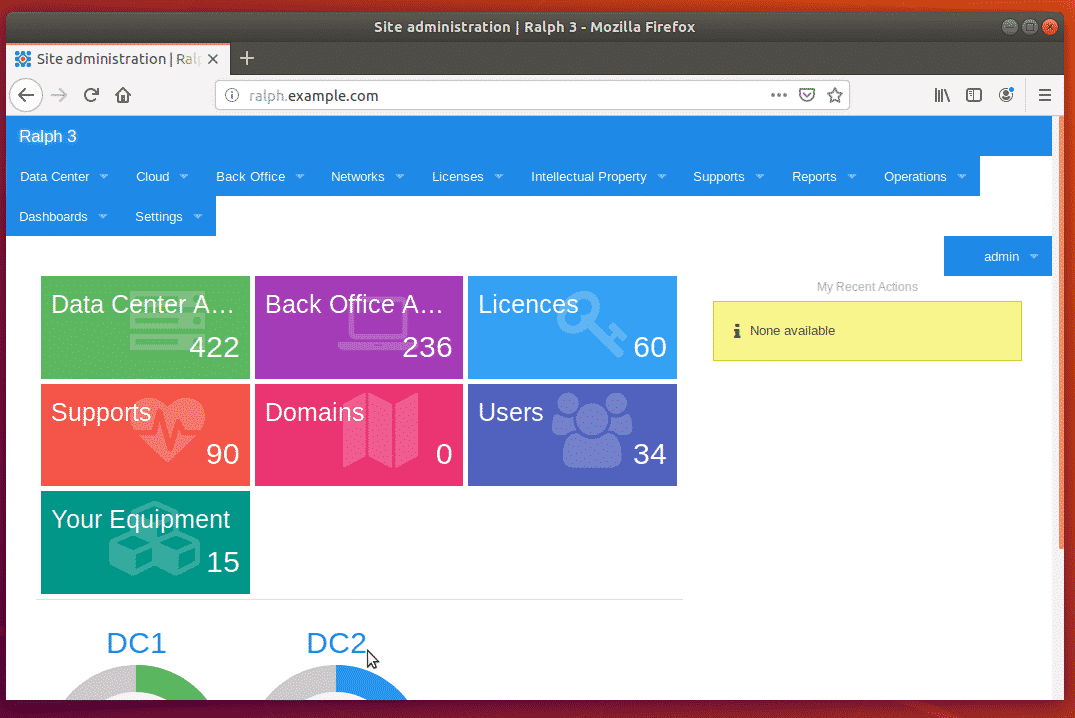 Site administration | Ralph 3 - Mozilla Firefox
Site administration | Ral
ralph.example.com
Ralph 3
Data Center Cloud Back Office Networks Licenses Intellectual Property Supports Reports Operations
Dashboards Settings
admin
My Recent Actions
None available
Data Center A...
422
Back Office A...
236
Licences
60
Supports
90
Domains
0
Users
34
Your Equipment
15
DC1
DC2